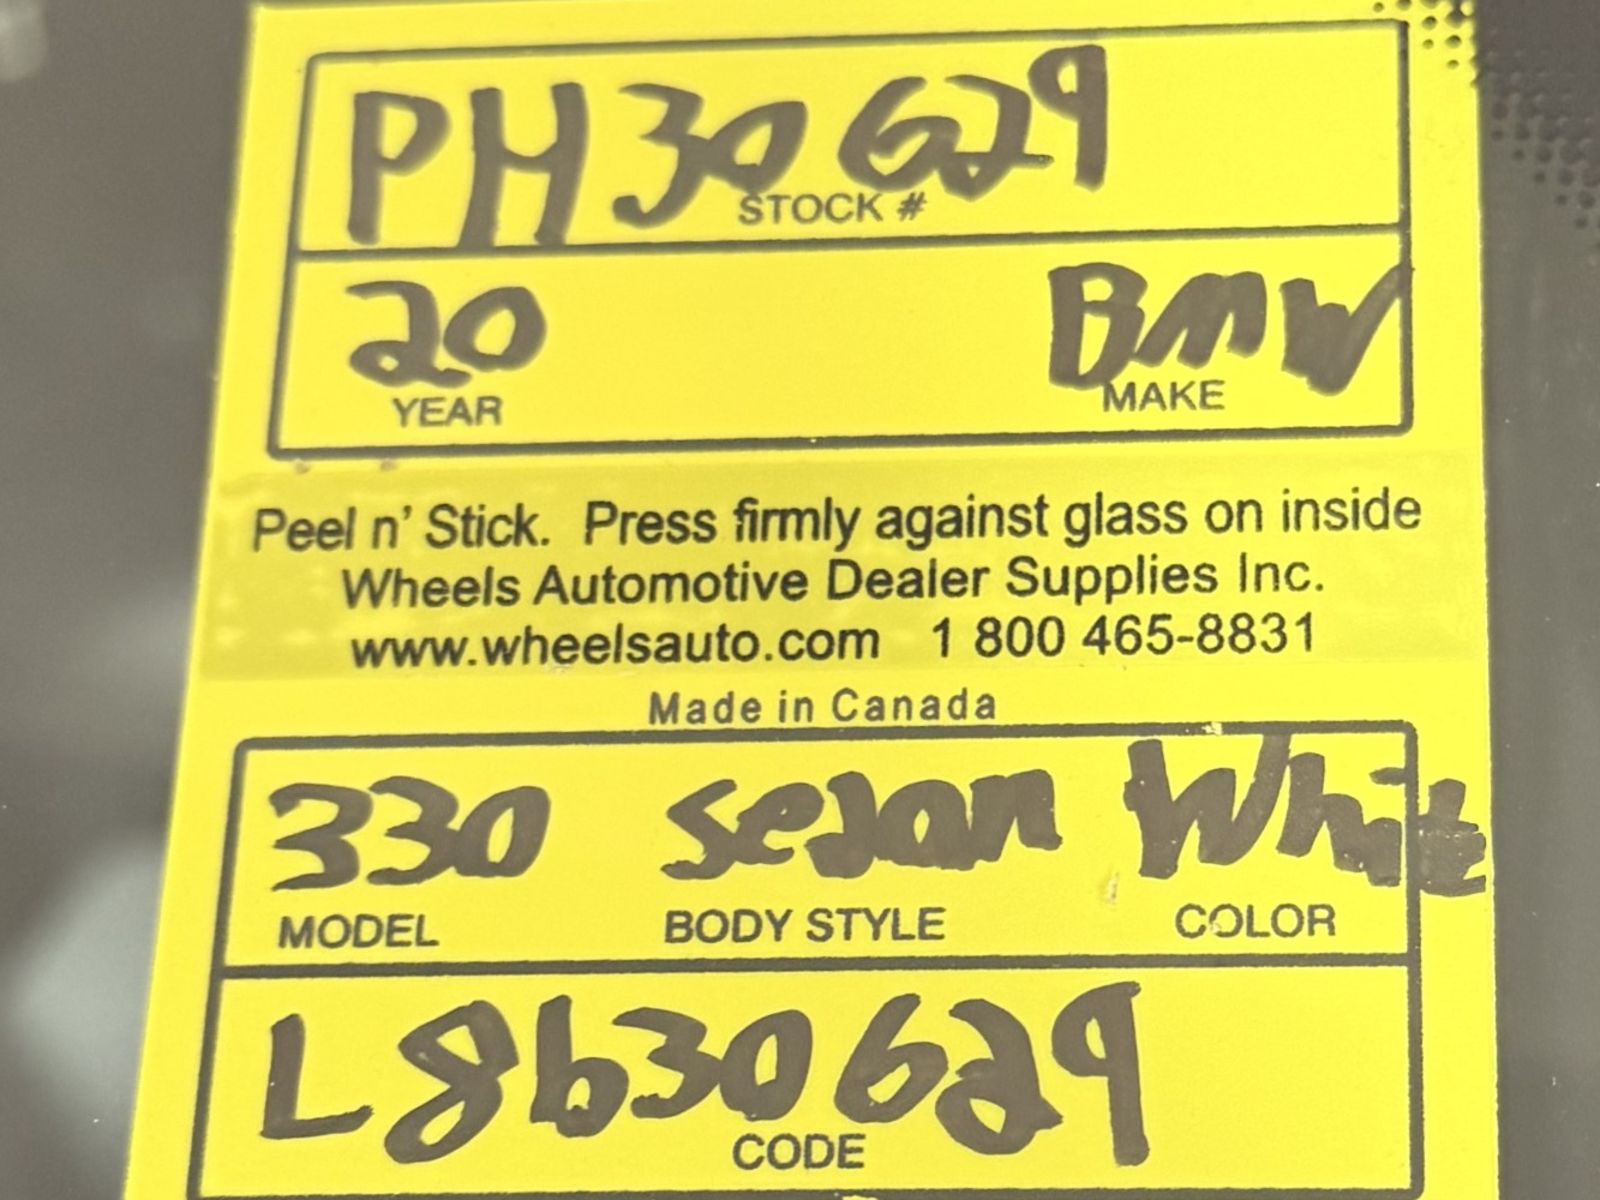 PH30629
STOCK #
20 BMW
YEAR MAKE
Peel n' Stick. Press firmly against glass on inside
Wheels Automotive Dealer Supplies Inc.
www.wheelsauto.com 1 800 465-8831
Made in Canada
330 sedan White
MODEL BODY STYLE COLOR
L8b30629
CODE